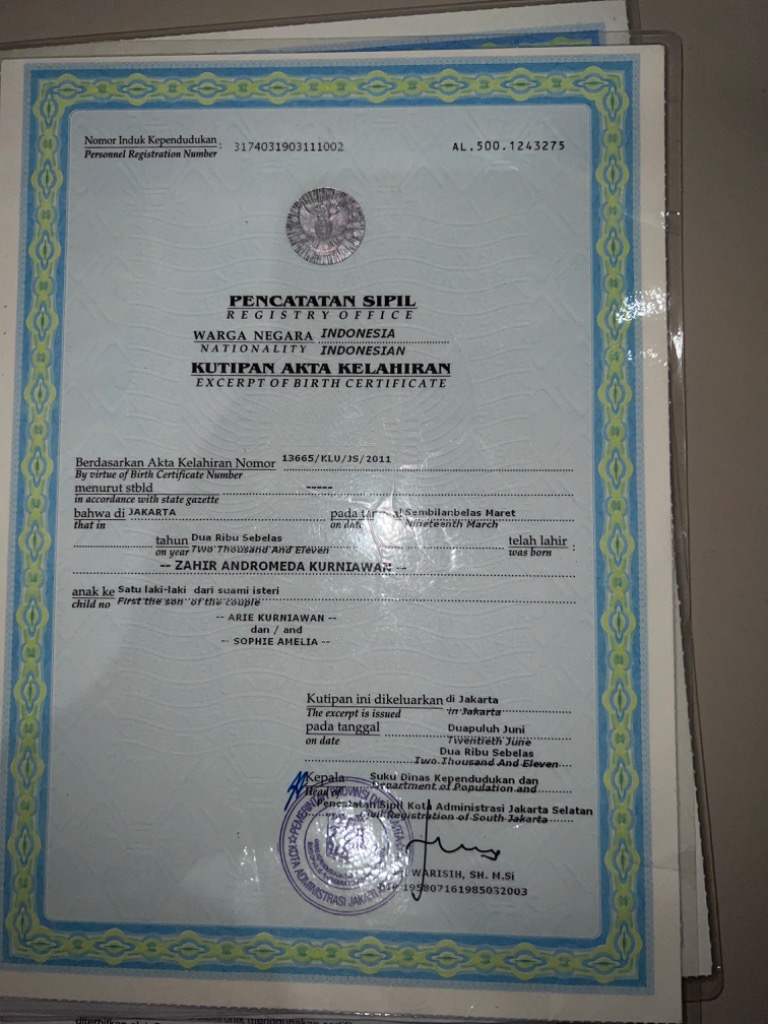 Nomor Induk Kependudukan : 3174031903111002 AL.500.1243275
Personnel Registration Number
PENCATATAN SIPIL
REGISTRY OFFICE
WARGA NEGARA INDONESIA
NATIONALITY INDONESIAN
KUTIPAN AKTA KELAHIRAN
EXCERPT OF BIRTH CERTIFICATE
Berdasarkan Akta Kelahiran Nomor 13665/KLU/JS/2011
By virtue of Birth Certificate Number
menurut stbld -----
in accordance with state gazette
bahwa di JAKARTA pada tanggal Sembilanbelas Maret
that in on date Nineteenth March
tahun Dua Ribu Sebelas telah lahir :
on year Two Thousand And Eleven was born
-- ZAHIR ANDROMEDA KURNIAWAN --
anak ke Satu laki-laki dari suami isteri
child no First the son of the couple
-- ARIE KURNIAWAN --
dan / and
-- SOPHIE AMELIA --
Kutipan ini dikeluarkan di Jakarta
The excerpt is issued in Jakarta
pada tanggal Duapuluh Juni
on date Twentieth June
Dua Ribu Sebelas
Two Thousand And Eleven
Kepala Suku Dinas Kependudukan dan
Head of Department of Population and
Pencatatan Sipil Kota Administrasi Jakarta Selatan
Registration of South Jakarta
KOTA ADMINISTRASI JAKARTA
WARISIH, SH. M.Si
195807161985032003